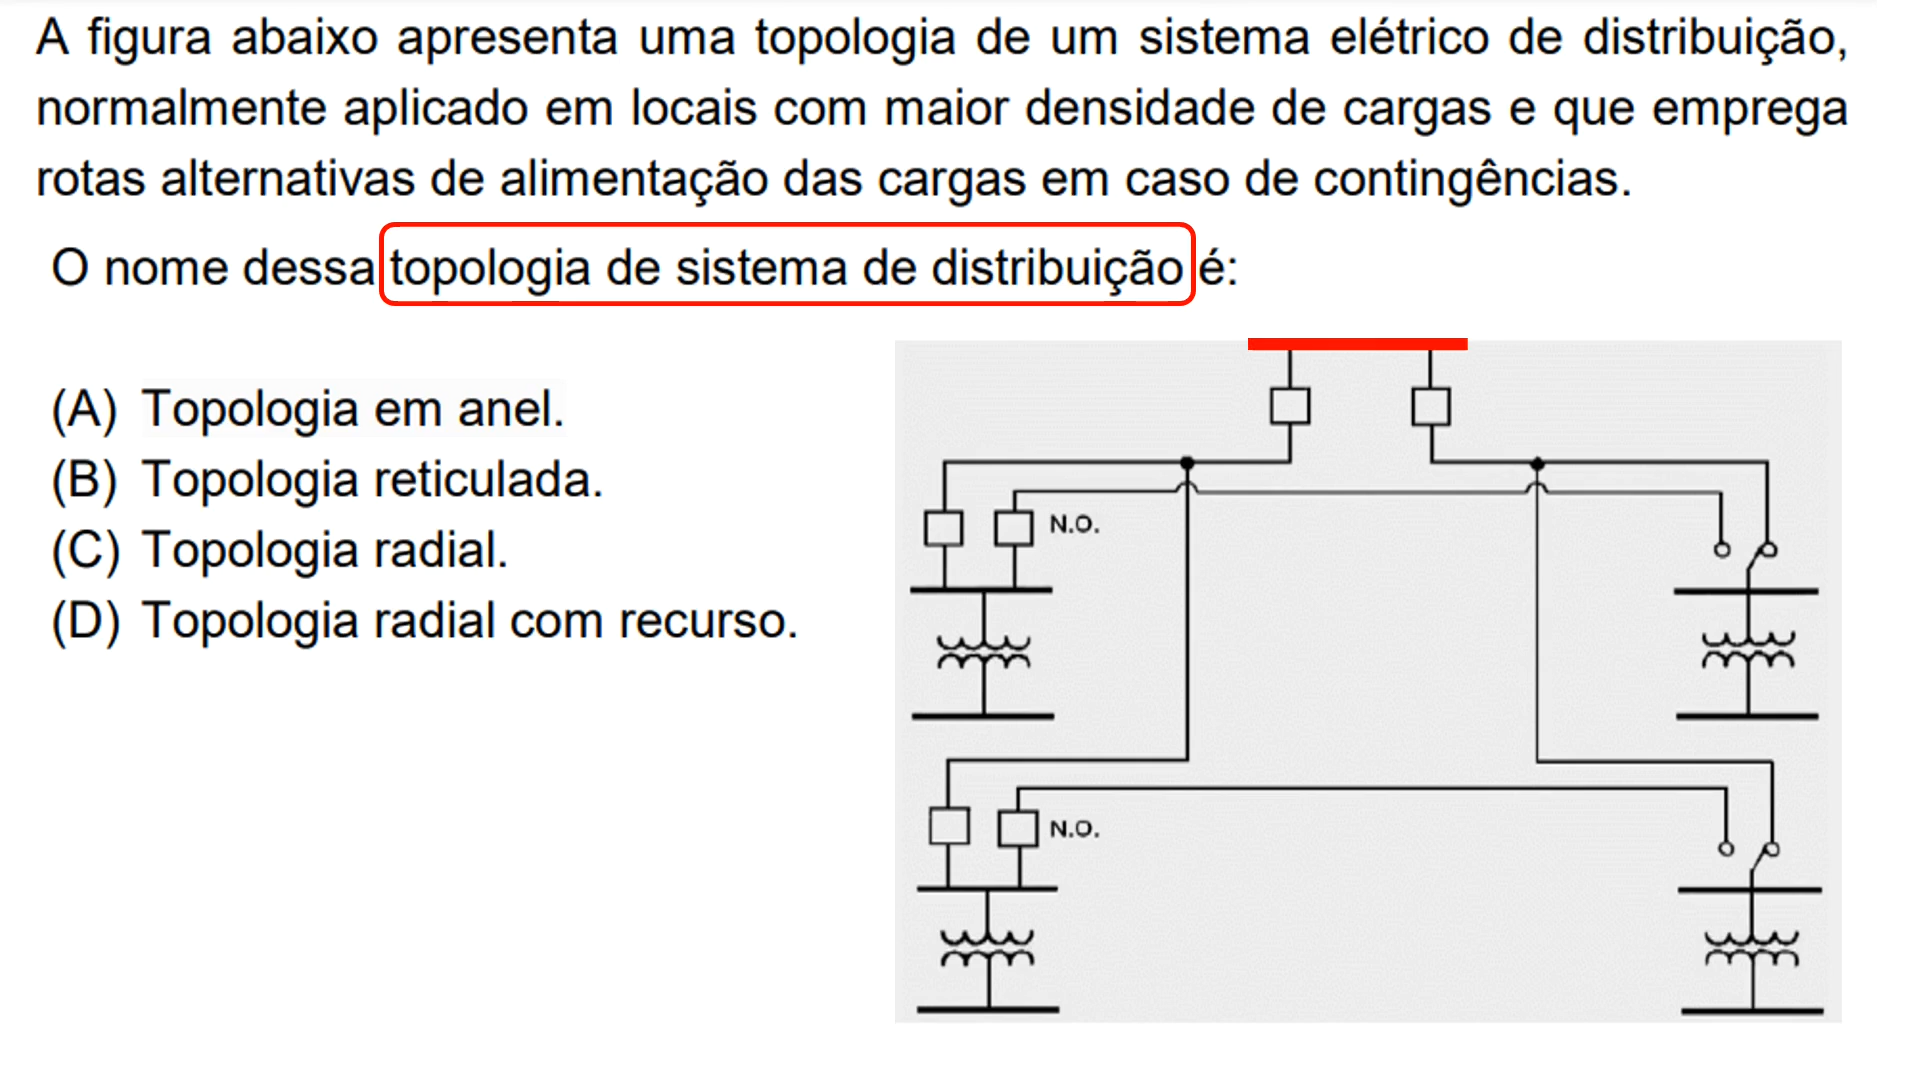 A figura abaixo apresenta uma topologia de um sistema elétrico de distribuição,
normalmente aplicado em locais com maior densidade de cargas e que emprega
rotas alternativas de alimentação das cargas em caso de contingências.
O nome dessa topologia de sistema de distribuição é:
(A) Topologia em anel.
(B) Topologia reticulada.
(C) Topologia radial.
(D) Topologia radial com recurso.
N.O.
N.O.